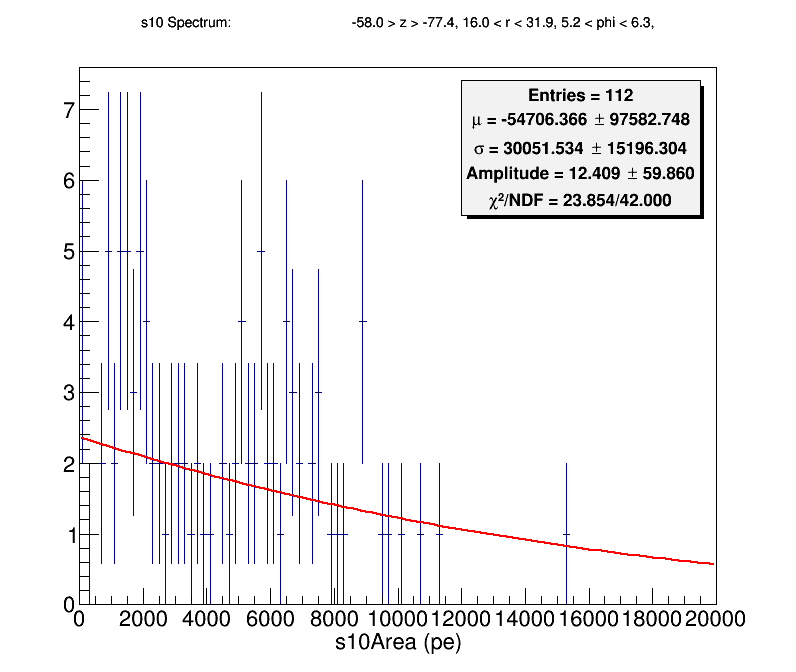 s10 Spectrum: -58.0 > z > -77.4, 16.0 < r < 31.9, 5.2 < phi < 6.3,
Entries = 112
μ = -54706.366 ± 97582.748
σ = 30051.534 ± 15196.304
Amplitude = 12.409 ± 59.860
χ²/NDF = 23.854/42.000
7
6
5
4
3
2
1
0
0 2000 4000 6000 8000 10000 12000 14000 16000 18000 20000
s10Area (pe)